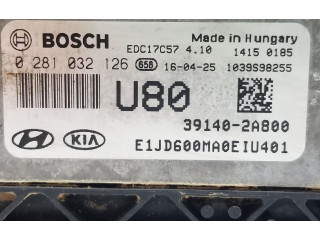 BOSCH EDC17C57 4.10 Made in Hungary
1415 0185
0 281 032 126 658 16-04-25 1039S98255
U80
39140-2A800
KIA E1JD600MA0EIU401